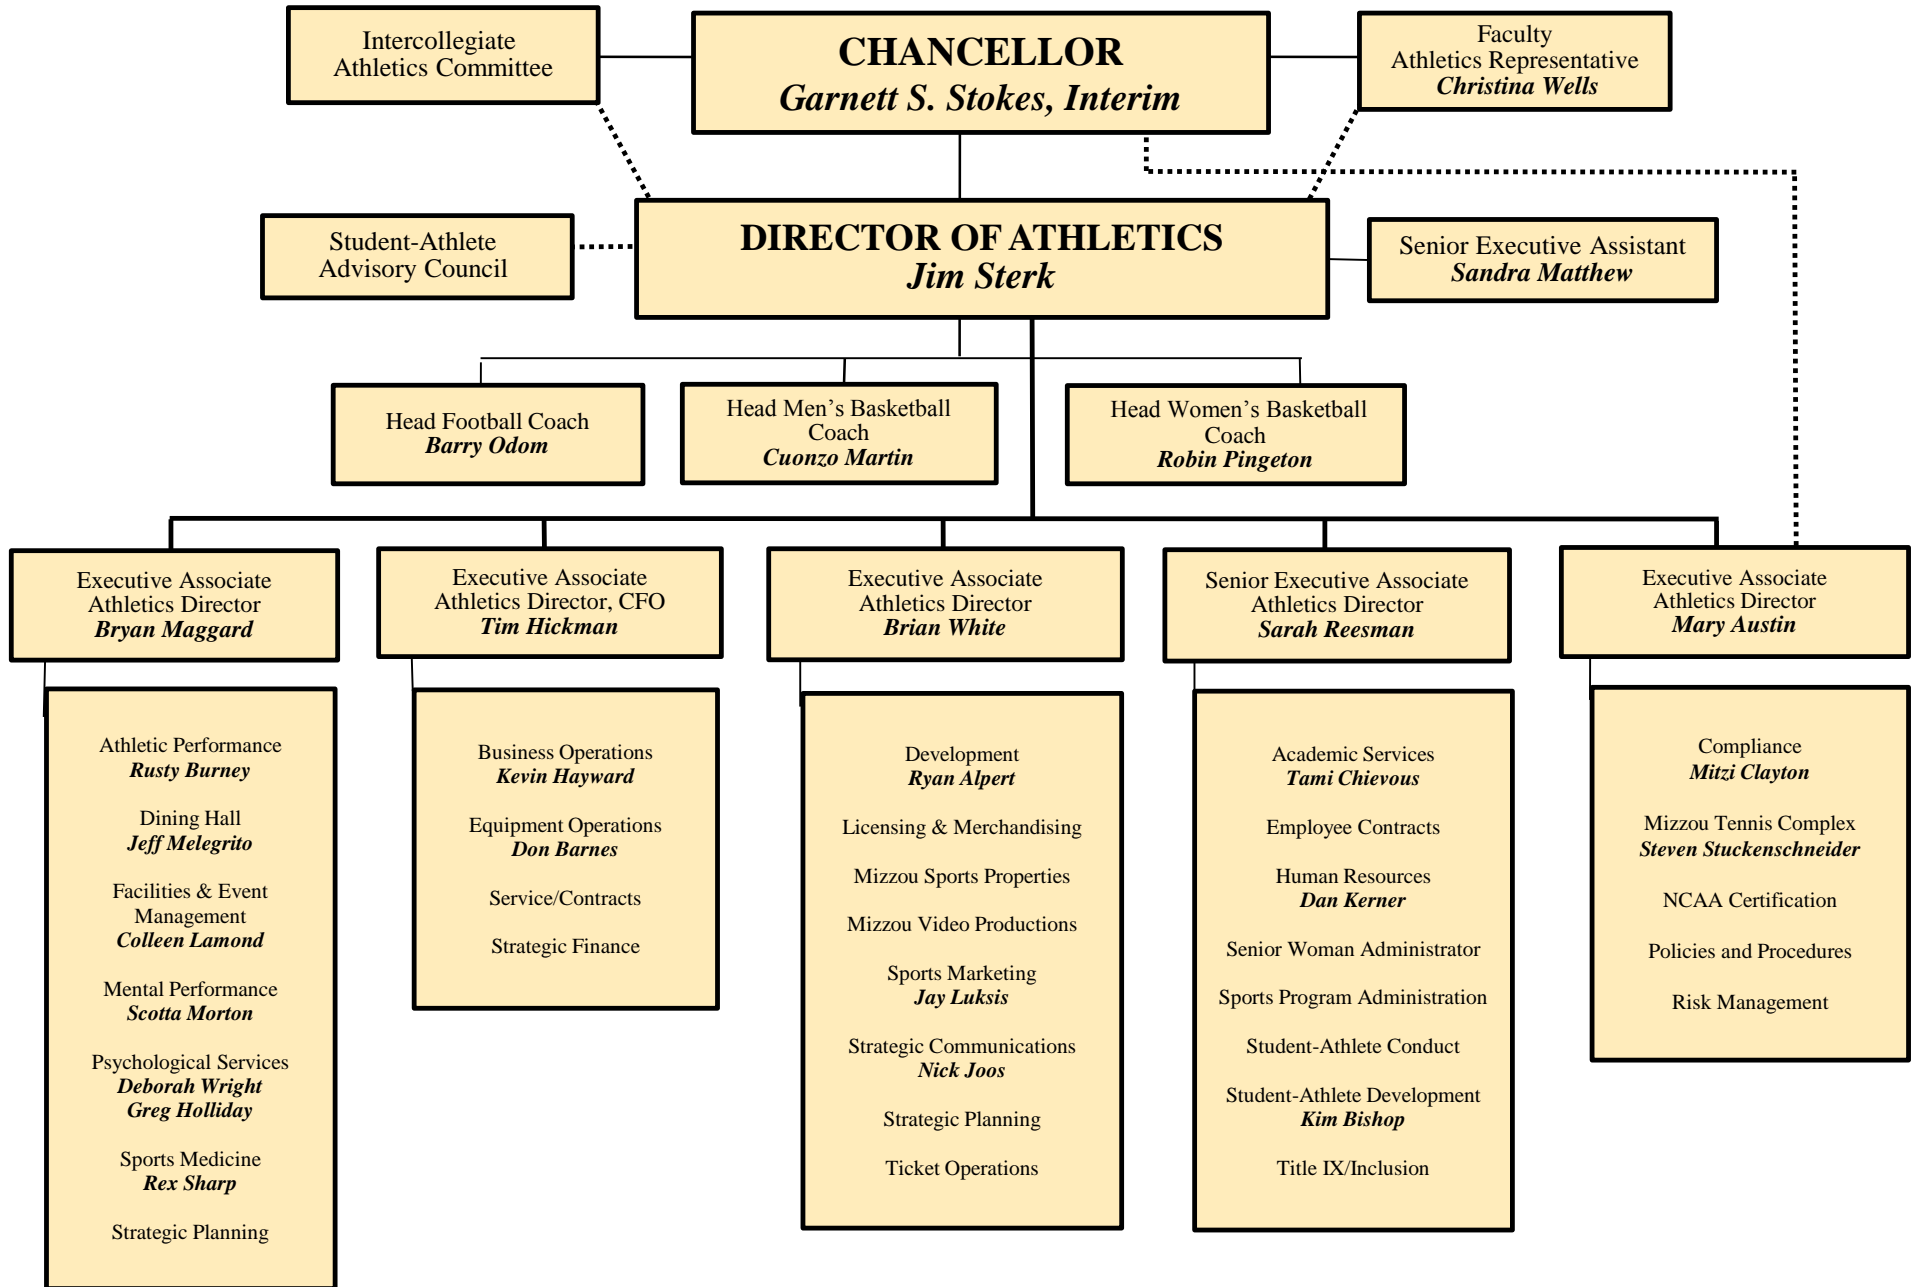 Intercollegiate
Athletics Committee
CHANCELLOR
Garnett S. Stokes, Interim
Faculty
Athletics Representative
Christina Wells
Student-Athlete
Advisory Council
DIRECTOR OF ATHLETICS
Jim Sterk
Senior Executive Assistant
Sandra Matthew
Head Football Coach
Barry Odom
Head Men’s Basketball
Coach
Cuonzo Martin
Head Women’s Basketball
Coach
Robin Pingeton
Executive Associate
Athletics Director
Bryan Maggard
Executive Associate
Athletics Director, CFO
Tim Hickman
Executive Associate
Athletics Director
Brian White
Senior Executive Associate
Athletics Director
Sarah Reesman
Executive Associate
Athletics Director
Mary Austin
Athletic Performance
Rusty Burney
Dining Hall
Jeff Melegrito
Facilities & Event
Management
Colleen Lamond
Mental Performance
Scotta Morton
Psychological Services
Deborah Wright
Greg Holliday
Sports Medicine
Rex Sharp
Strategic Planning
Business Operations
Kevin Hayward
Equipment Operations
Don Barnes
Service/Contracts
Strategic Finance
Development
Ryan Alpert
Licensing & Merchandising
Mizzou Sports Properties
Mizzou Video Productions
Sports Marketing
Jay Luksis
Strategic Communications
Nick Joos
Strategic Planning
Ticket Operations
Academic Services
Tami Chievous
Employee Contracts
Human Resources
Dan Kerner
Senior Woman Administrator
Sports Program Administration
Student-Athlete Conduct
Student-Athlete Development
Kim Bishop
Title IX/Inclusion
Compliance
Mitzi Clayton
Mizzou Tennis Complex
Steven Stuckenschneider
NCAA Certification
Policies and Procedures
Risk Management